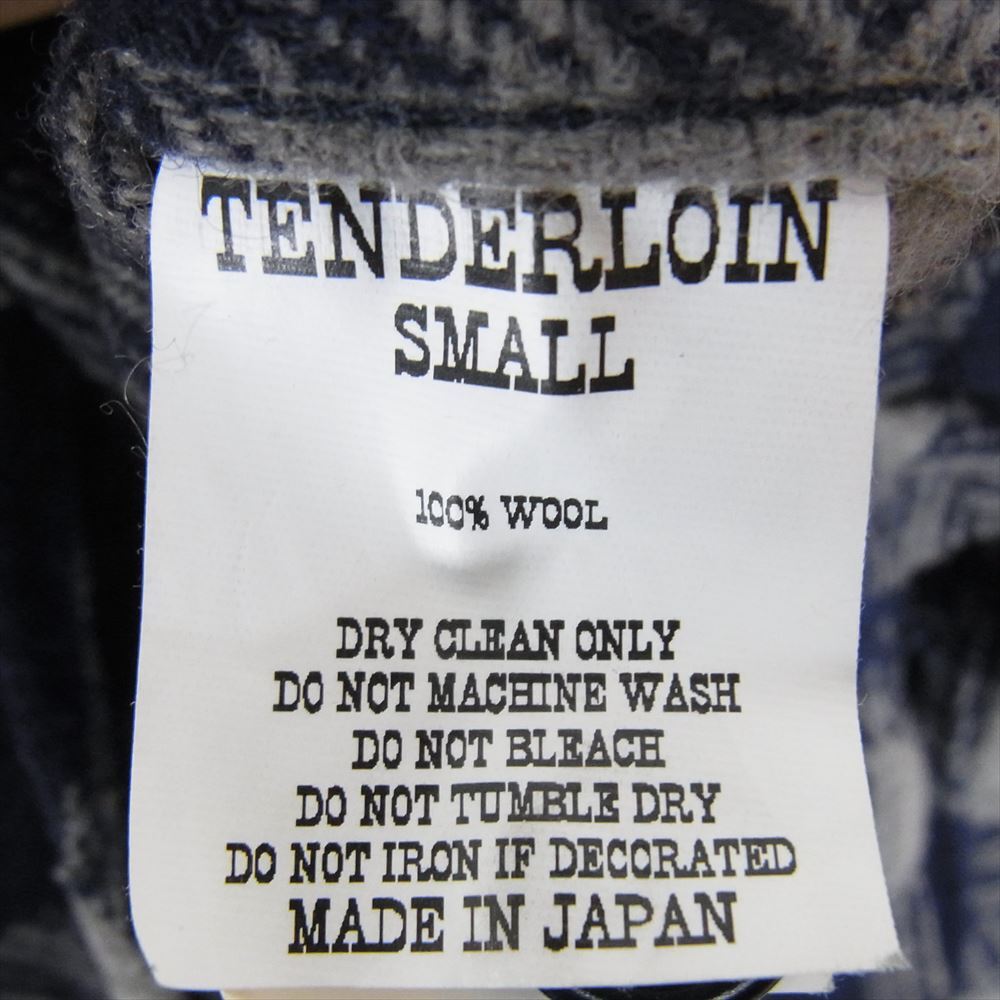 TENDERLOIN
SMALL
100% WOOL
DRY CLEAN ONLY
DO NOT MACHINE WASH
DO NOT BLEACH
DO NOT TUMBLE DRY
DO NOT IRON IF DECORATED
MADE IN JAPAN